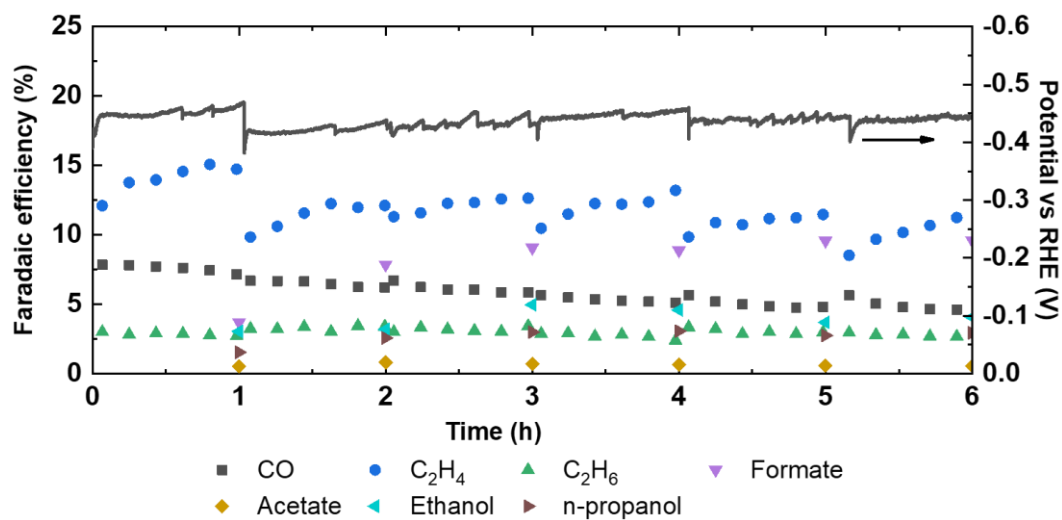 Faradaic efficiency (%)
25
20
15
10
5
0
0 1 2 3 4 5 6
Time (h)
-0.6
-0.5
-0.4
-0.3
-0.2
-0.1
0.0
Potential vs RHE (V)
CO C₂H₄ C₂H₆ Formate
Acetate Ethanol n-propanol